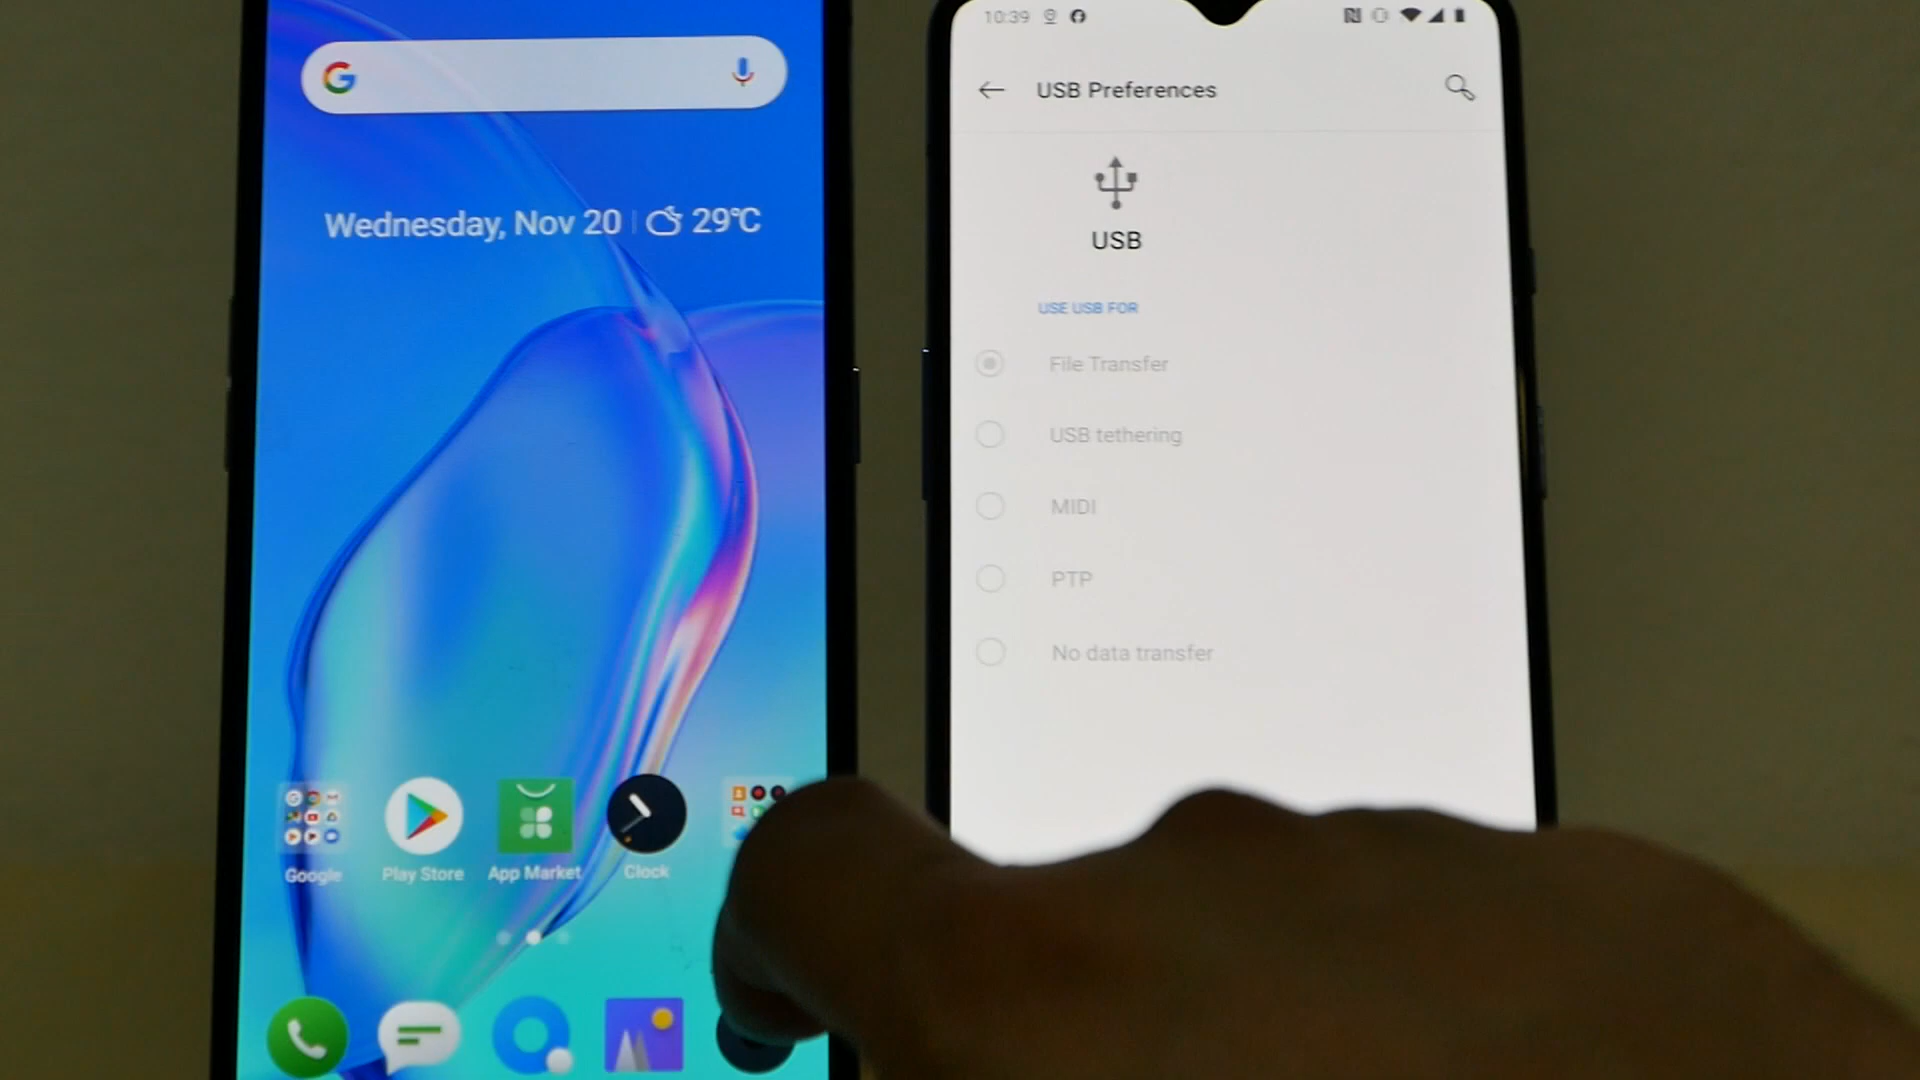 Wednesday, Nov 20
29°C
Google
Play Store
App Market
Clock
10:39
USB Preferences
USB
USE USB FOR
File Transfer
USB tethering
MIDI
PTP
No data transfer